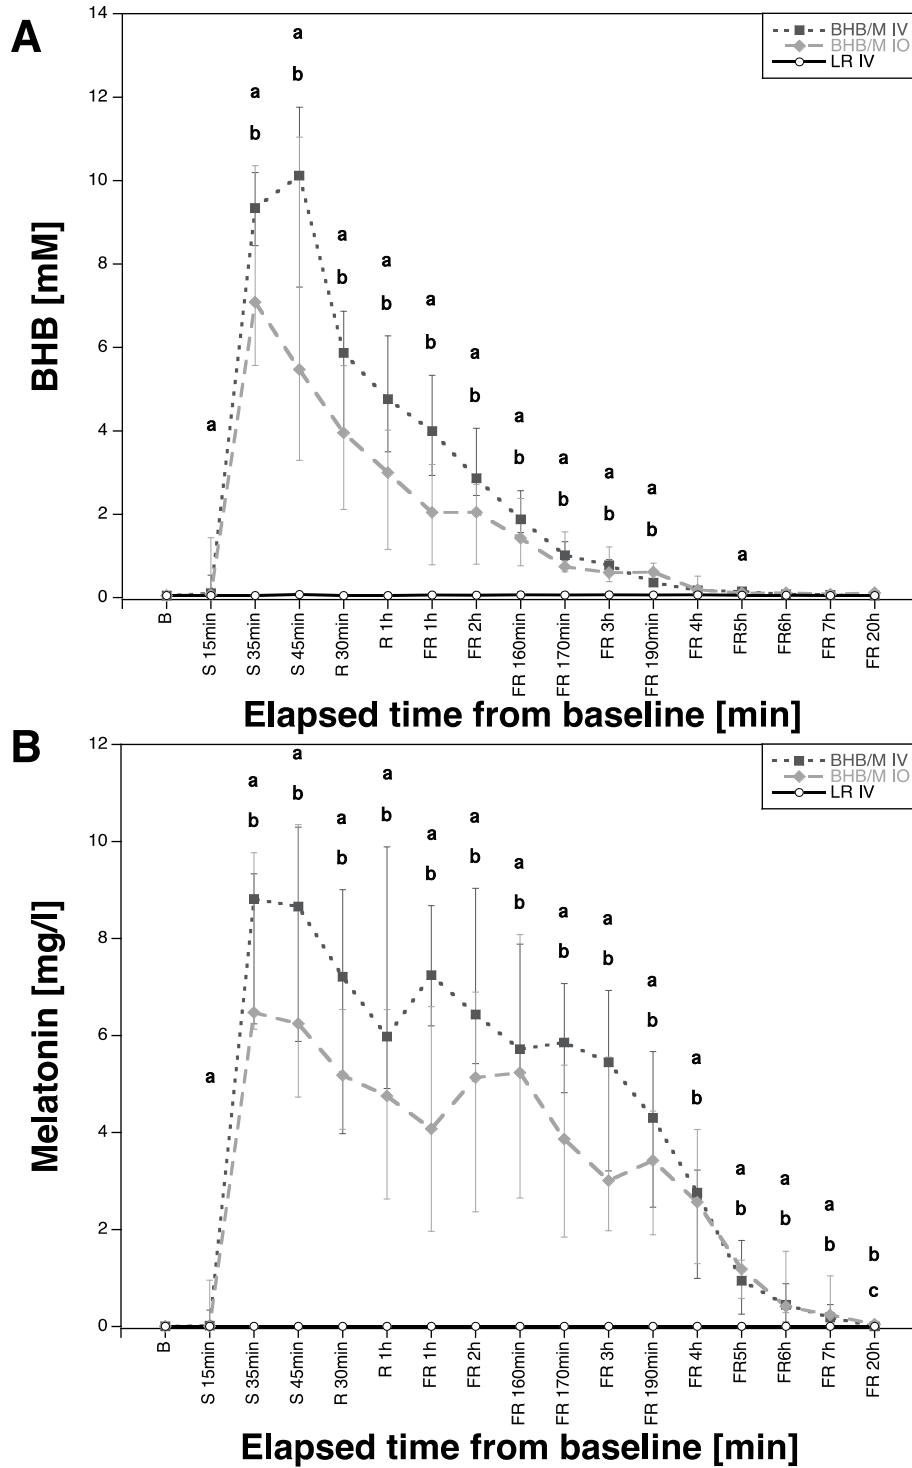 A
14
12
10
8
6
4
2
0
BHB [mM]
BHB/M IV
BHB/M IO
LR IV
a
a
b
a
b
a
b
a
b
a
b
a
b
a
b
a
b
a
b
a
b
a
B
S 15min
S 35min
S 45min
R 30min
R 1h
FR 1h
FR 2h
FR 160min
FR 170min
FR 3h
FR 190min
FR 4h
FR5h
FR6h
FR 7h
FR 20h
Elapsed time from baseline [min]
B
12
10
8
6
4
2
0
Melatonin [mg/l]
BHB/M IV
BHB/M IO
LR IV
a
a
b
a
b
a
b
a
b
a
b
a
b
a
b
a
b
a
b
a
b
a
b
a
b
a
b
a
b
b
c
B
S 15min
S 35min
S 45min
R 30min
R 1h
FR 1h
FR 2h
FR 160min
FR 170min
FR 3h
FR 190min
FR 4h
FR5h
FR6h
FR 7h
FR 20h
Elapsed time from baseline [min]